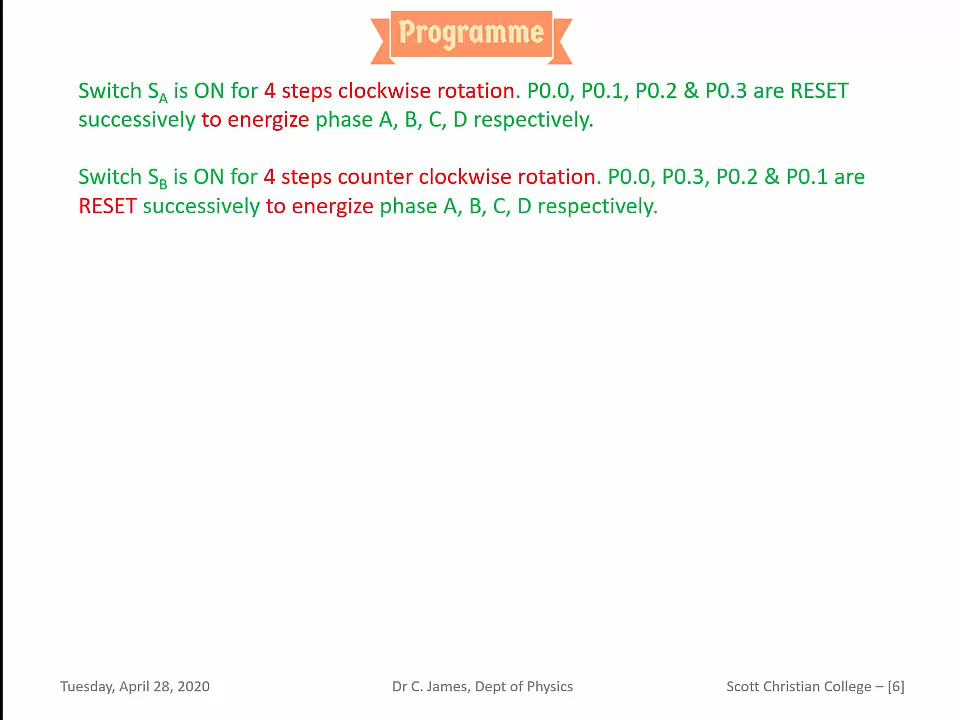 Programme
Switch SA is ON for 4 steps clockwise rotation. P0.0, P0.1, P0.2 & P0.3 are RESET
successively to energize phase A, B, C, D respectively.
Switch SB is ON for 4 steps counter clockwise rotation. P0.0, P0.3, P0.2 & P0.1 are
RESET successively to energize phase A, B, C, D respectively.
Tuesday, April 28, 2020
Dr C. James, Dept of Physics
Scott Christian College – [6]